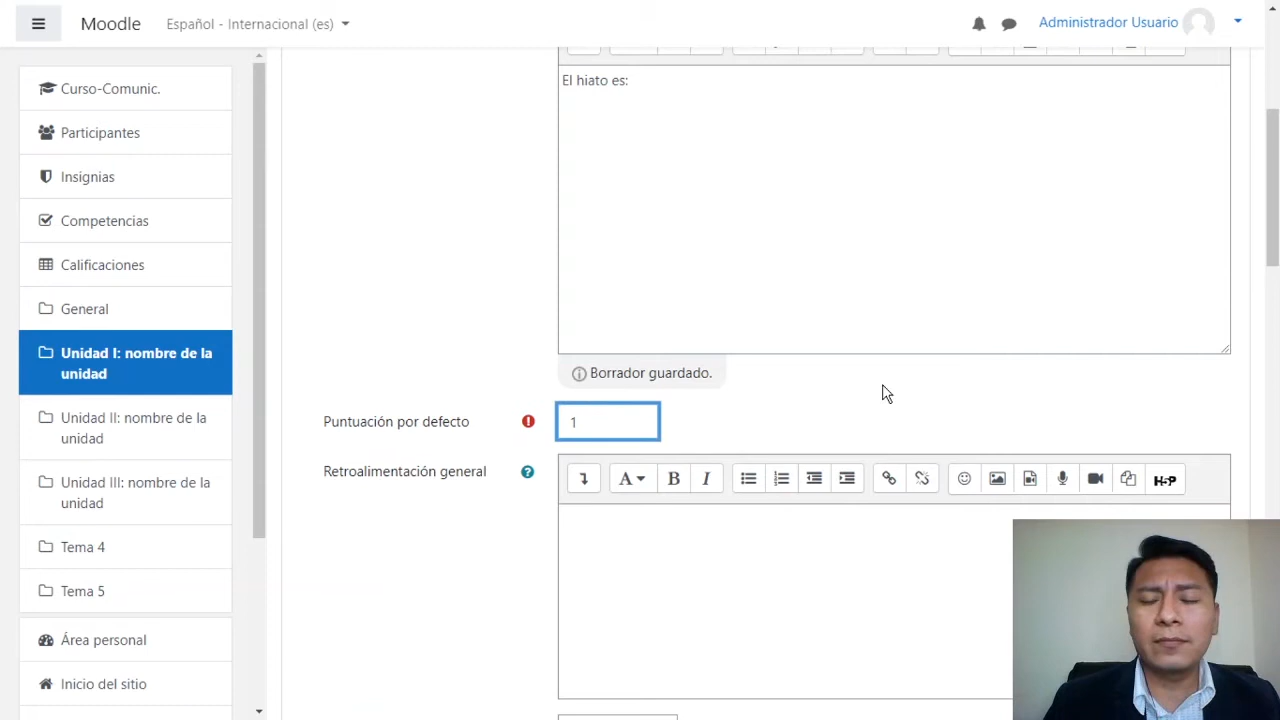 Moodle
Español - Internacional (es)
Administrador Usuario
Curso-Comunic.
Participantes
Insignias
Competencias
Calificaciones
General
Unidad I: nombre de la
unidad
Unidad II: nombre de la
unidad
Unidad III: nombre de la
unidad
Tema 4
Tema 5
Área personal
Inicio del sitio
El hiato es:
Borrador guardado.
Puntuación por defecto
1
Retroalimentación general
A
B
I
H5P